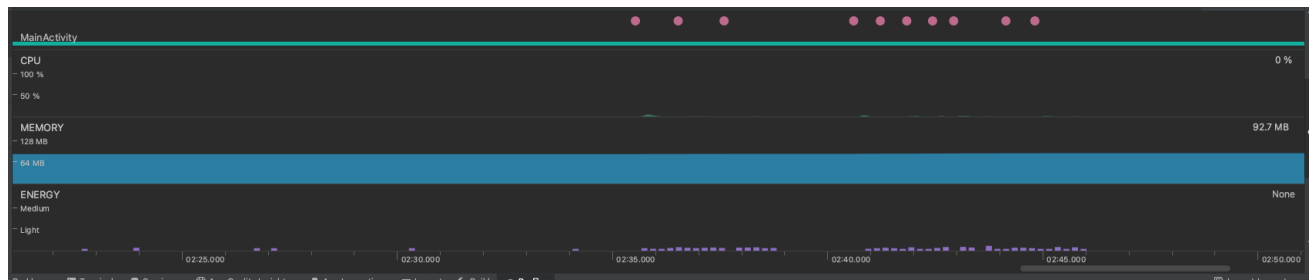 MainActivity
CPU 0 %
100 %
50 %
MEMORY 92.7 MB
128 MB
64 MB
ENERGY None
Medium
Light
02:25.000 02:30.000 02:35.000 02:40.000 02:45.000 02:50.000